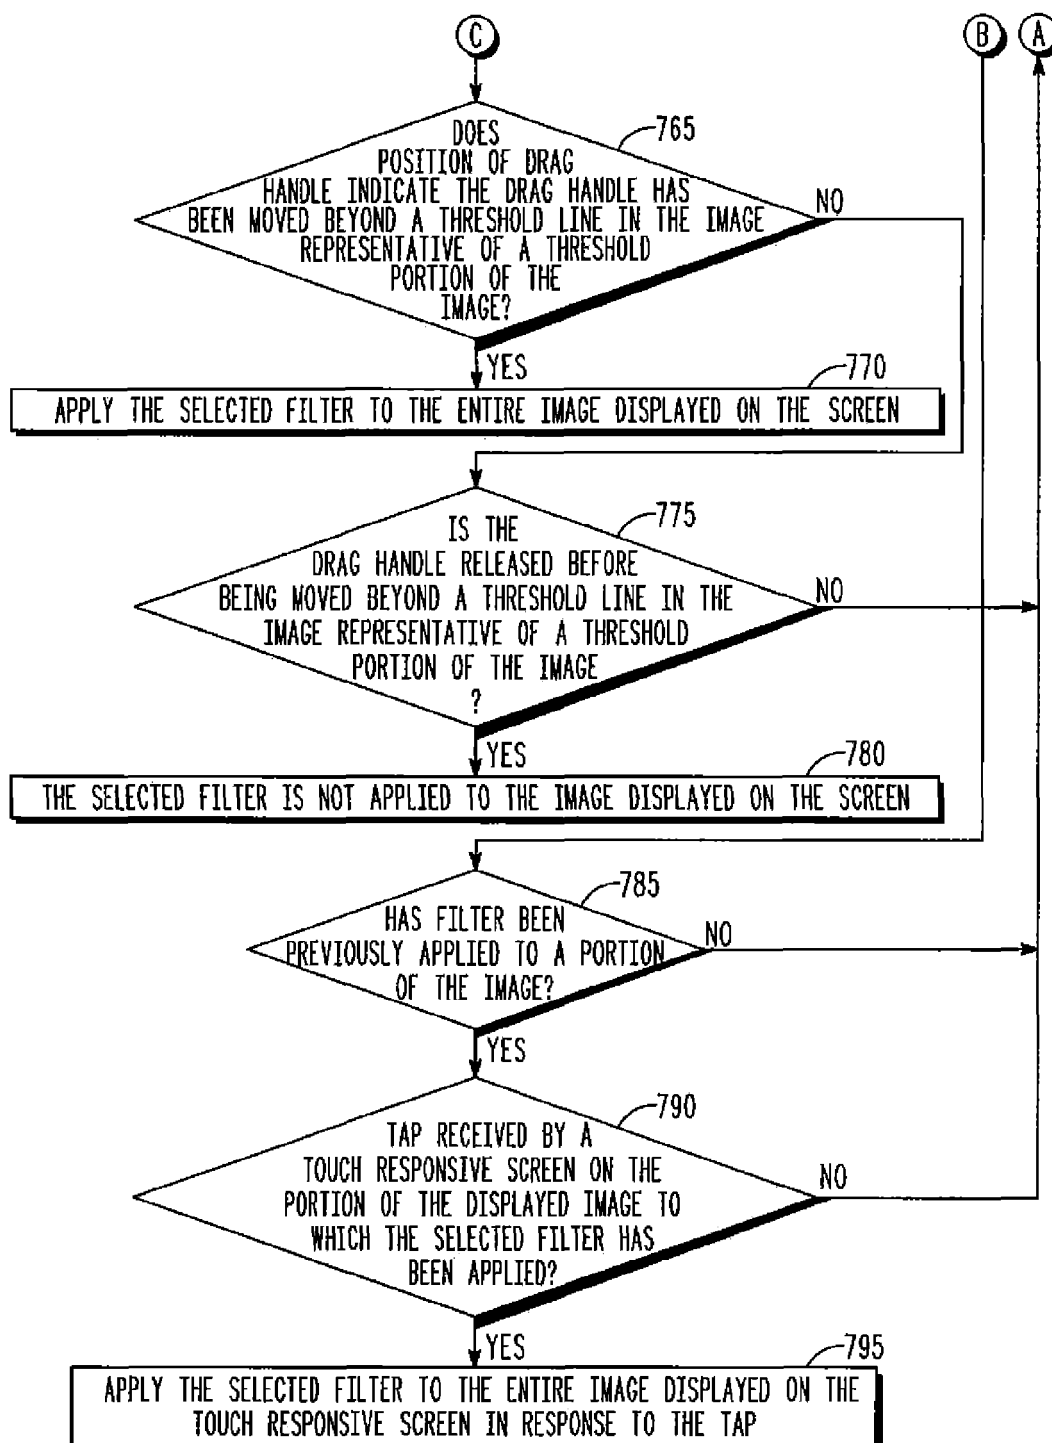 C
B
A
765
DOES
POSITION OF DRAG
HANDLE INDICATE THE DRAG HANDLE HAS
BEEN MOVED BEYOND A THRESHOLD LINE IN THE IMAGE
REPRESENTATIVE OF A THRESHOLD
PORTION OF THE
IMAGE?
NO
YES
770
APPLY THE SELECTED FILTER TO THE ENTIRE IMAGE DISPLAYED ON THE SCREEN
775
IS THE
DRAG HANDLE RELEASED BEFORE
BEING MOVED BEYOND A THRESHOLD LINE IN THE
IMAGE REPRESENTATIVE OF A THRESHOLD
PORTION OF THE IMAGE
?
NO
YES
780
THE SELECTED FILTER IS NOT APPLIED TO THE IMAGE DISPLAYED ON THE SCREEN
785
HAS FILTER BEEN
PREVIOUSLY APPLIED TO A PORTION
OF THE IMAGE?
NO
YES
790
TAP RECEIVED BY A
TOUCH RESPONSIVE SCREEN ON THE
PORTION OF THE DISPLAYED IMAGE TO
WHICH THE SELECTED FILTER HAS
BEEN APPLIED?
NO
YES
795
APPLY THE SELECTED FILTER TO THE ENTIRE IMAGE DISPLAYED ON THE
TOUCH RESPONSIVE SCREEN IN RESPONSE TO THE TAP